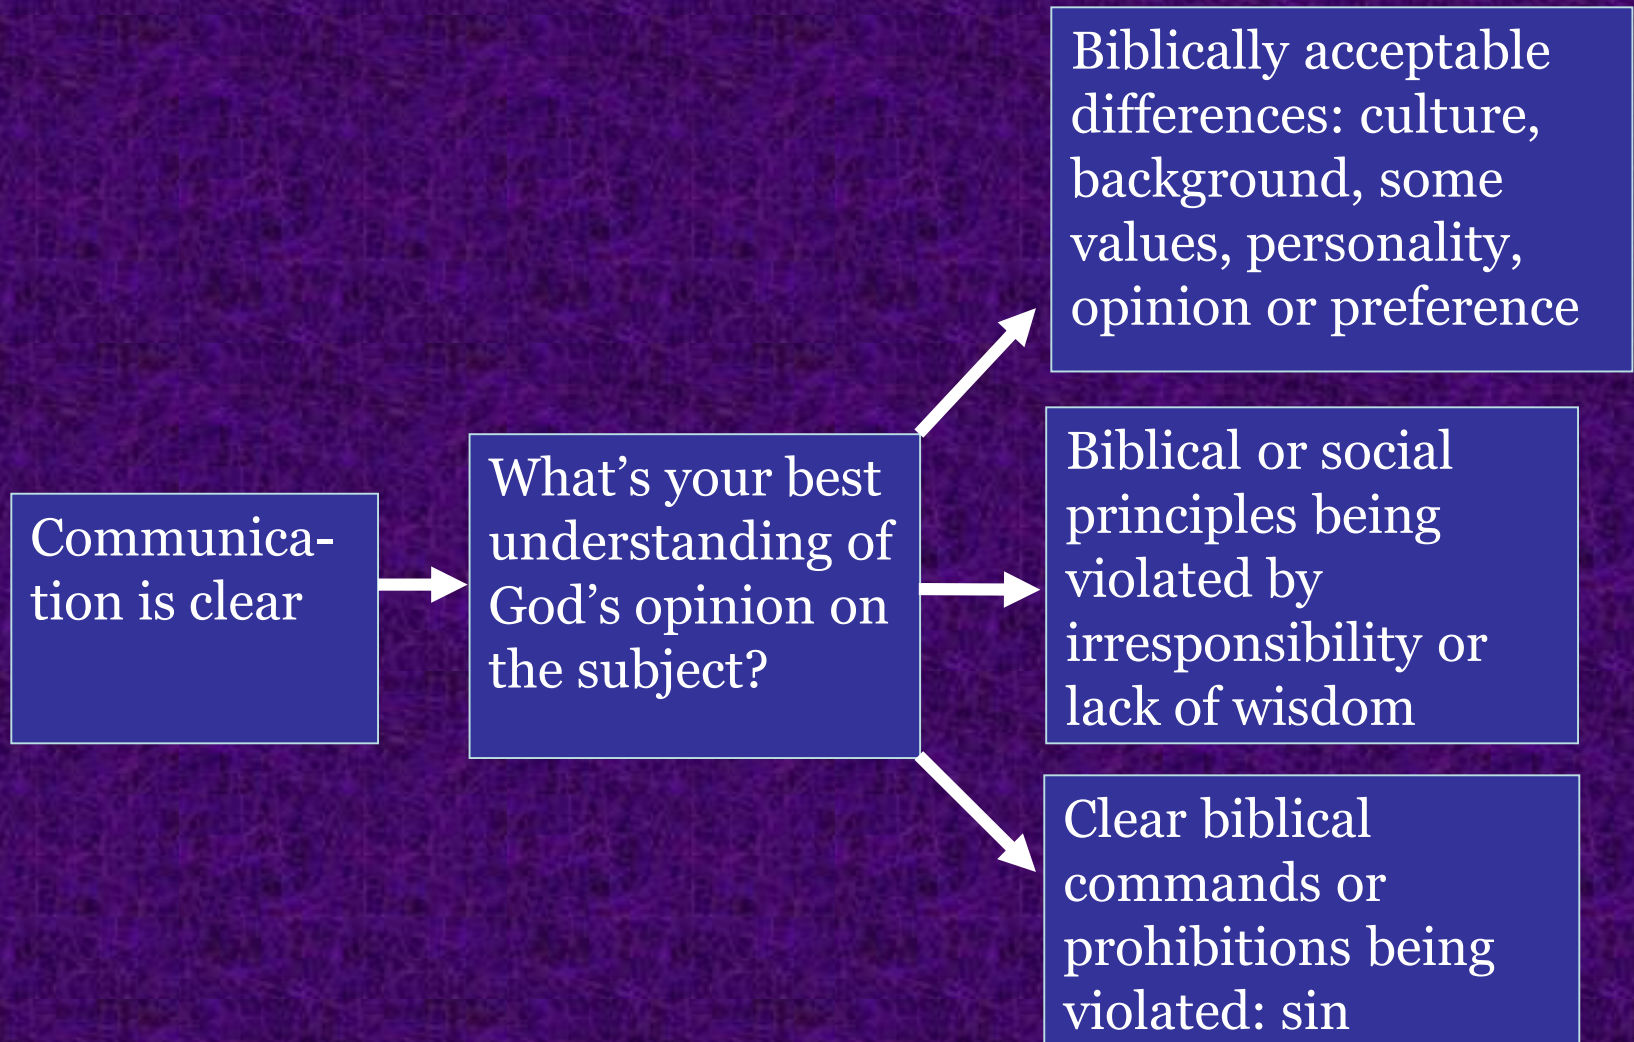 Communica-
tion is clear
What’s your best
understanding of
God’s opinion on
the subject?
Biblically acceptable
differences: culture,
background, some
values, personality,
opinion or preference
Biblical or social
principles being
violated by
irresponsibility or
lack of wisdom
Clear biblical
commands or
prohibitions being
violated: sin